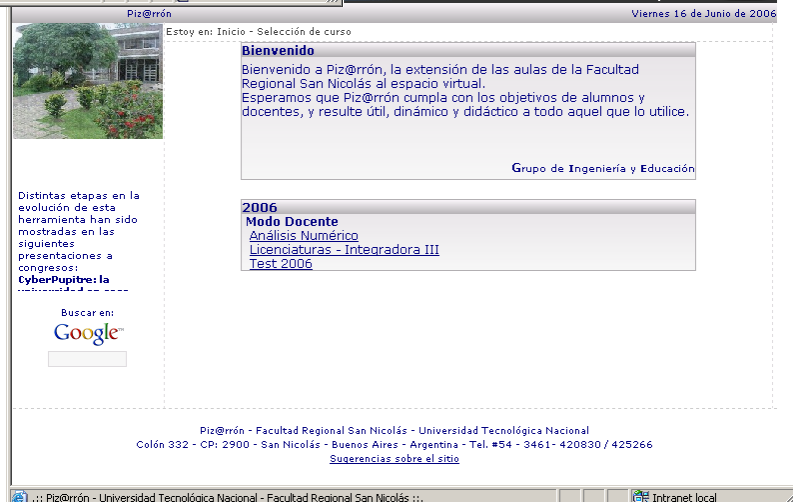 Piz@rrón
Viernes 16 de Junio de 2006
Estoy en: Inicio - Selección de curso
Bienvenido
Bienvenido a Piz@rrón, la extensión de las aulas de la Facultad
Regional San Nicolás al espacio virtual.
Esperamos que Piz@rrón cumpla con los objetivos de alumnos y
docentes, y resulte útil, dinámico y didáctico a todo aquel que lo utilice.
Grupo de Ingeniería y Educación
Distintas etapas en la
evolución de esta
herramienta han sido
mostradas en las
siguientes
presentaciones a
congresos:
CyberPupitre: la
2006
Modo Docente
Análisis Numérico
Licenciaturas - Integradora III
Test 2006
Buscar en:
Google™
Piz@rrón - Facultad Regional San Nicolás - Universidad Tecnológica Nacional
Colón 332 - CP: 2900 - San Nicolás - Buenos Aires - Argentina - Tel. #54 - 3461- 420830 / 425266
Sugerencias sobre el sitio
.:: Piz@rrón - Universidad Tecnológica Nacional - Facultad Regional San Nicolás ::.
Intranet local